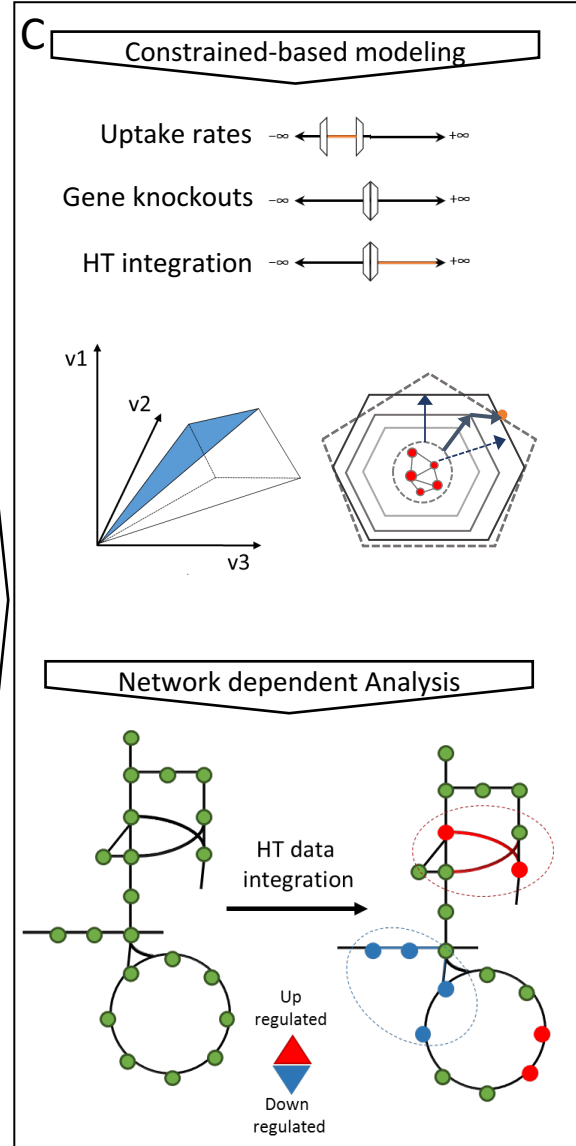 C
Constrained-based modeling
Uptake rates
−∞ +∞
Gene knockouts
−∞ +∞
HT integration
−∞ +∞
v1
v2
v3
Network dependent Analysis
HT data
integration
Up
regulated
Down
regulated